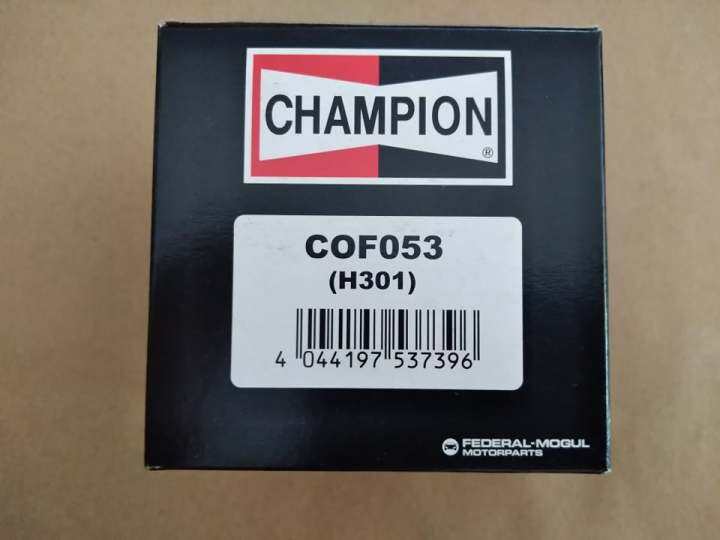 CHAMPION
®
COF053
(H301)
4 044197 537396
FEDERAL-MOGUL
MOTORPARTS